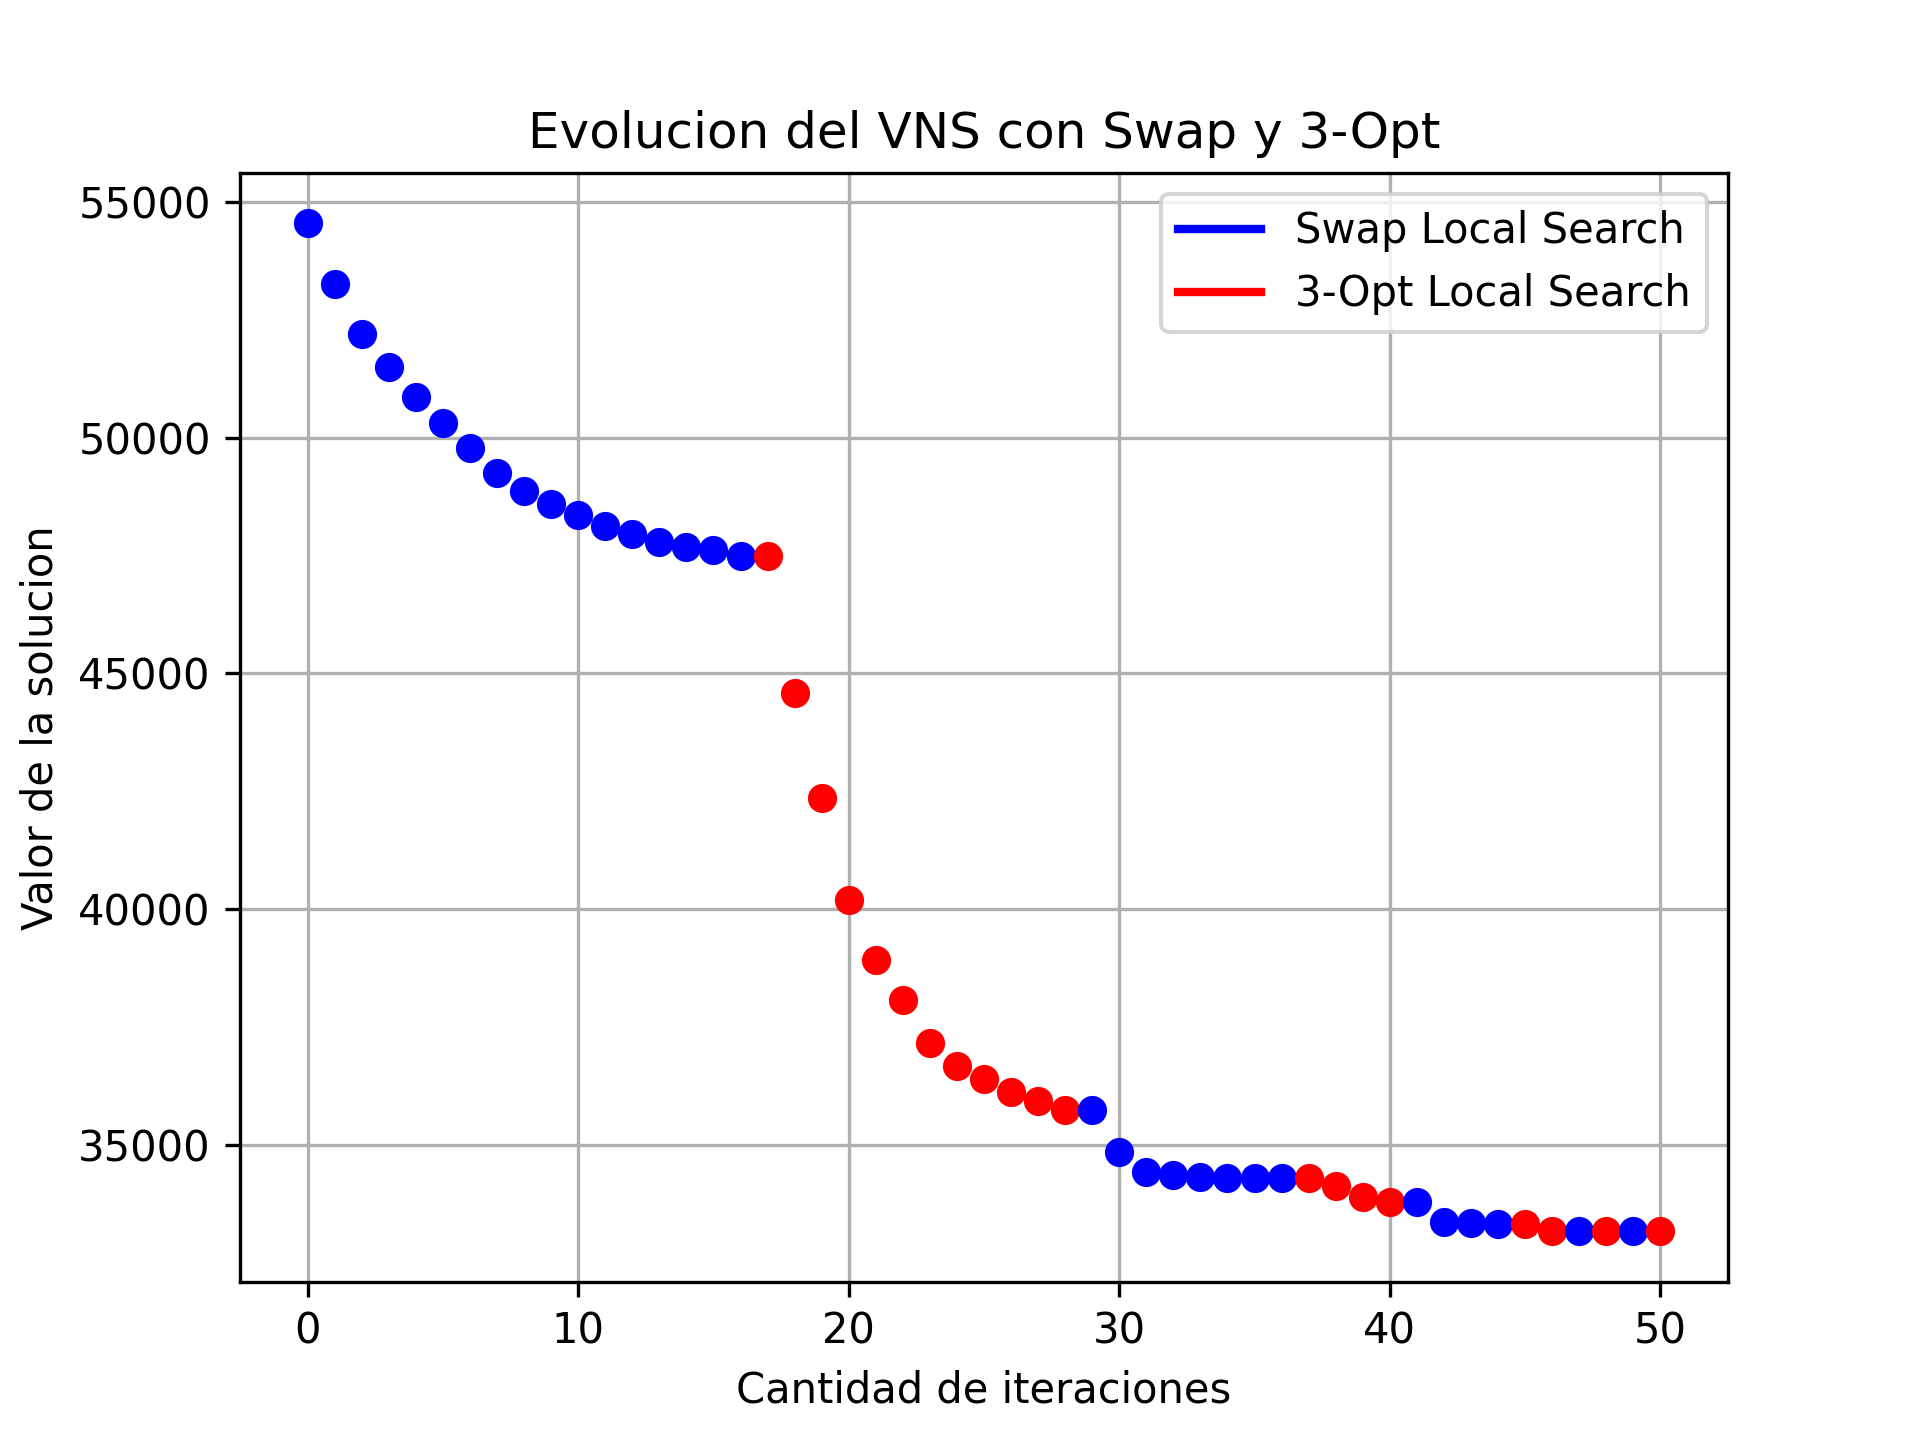 Evolucion del VNS con Swap y 3-Opt
Swap Local Search
3-Opt Local Search
55000
50000
45000
40000
35000
Valor de la solucion
0 10 20 30 40 50
Cantidad de iteraciones